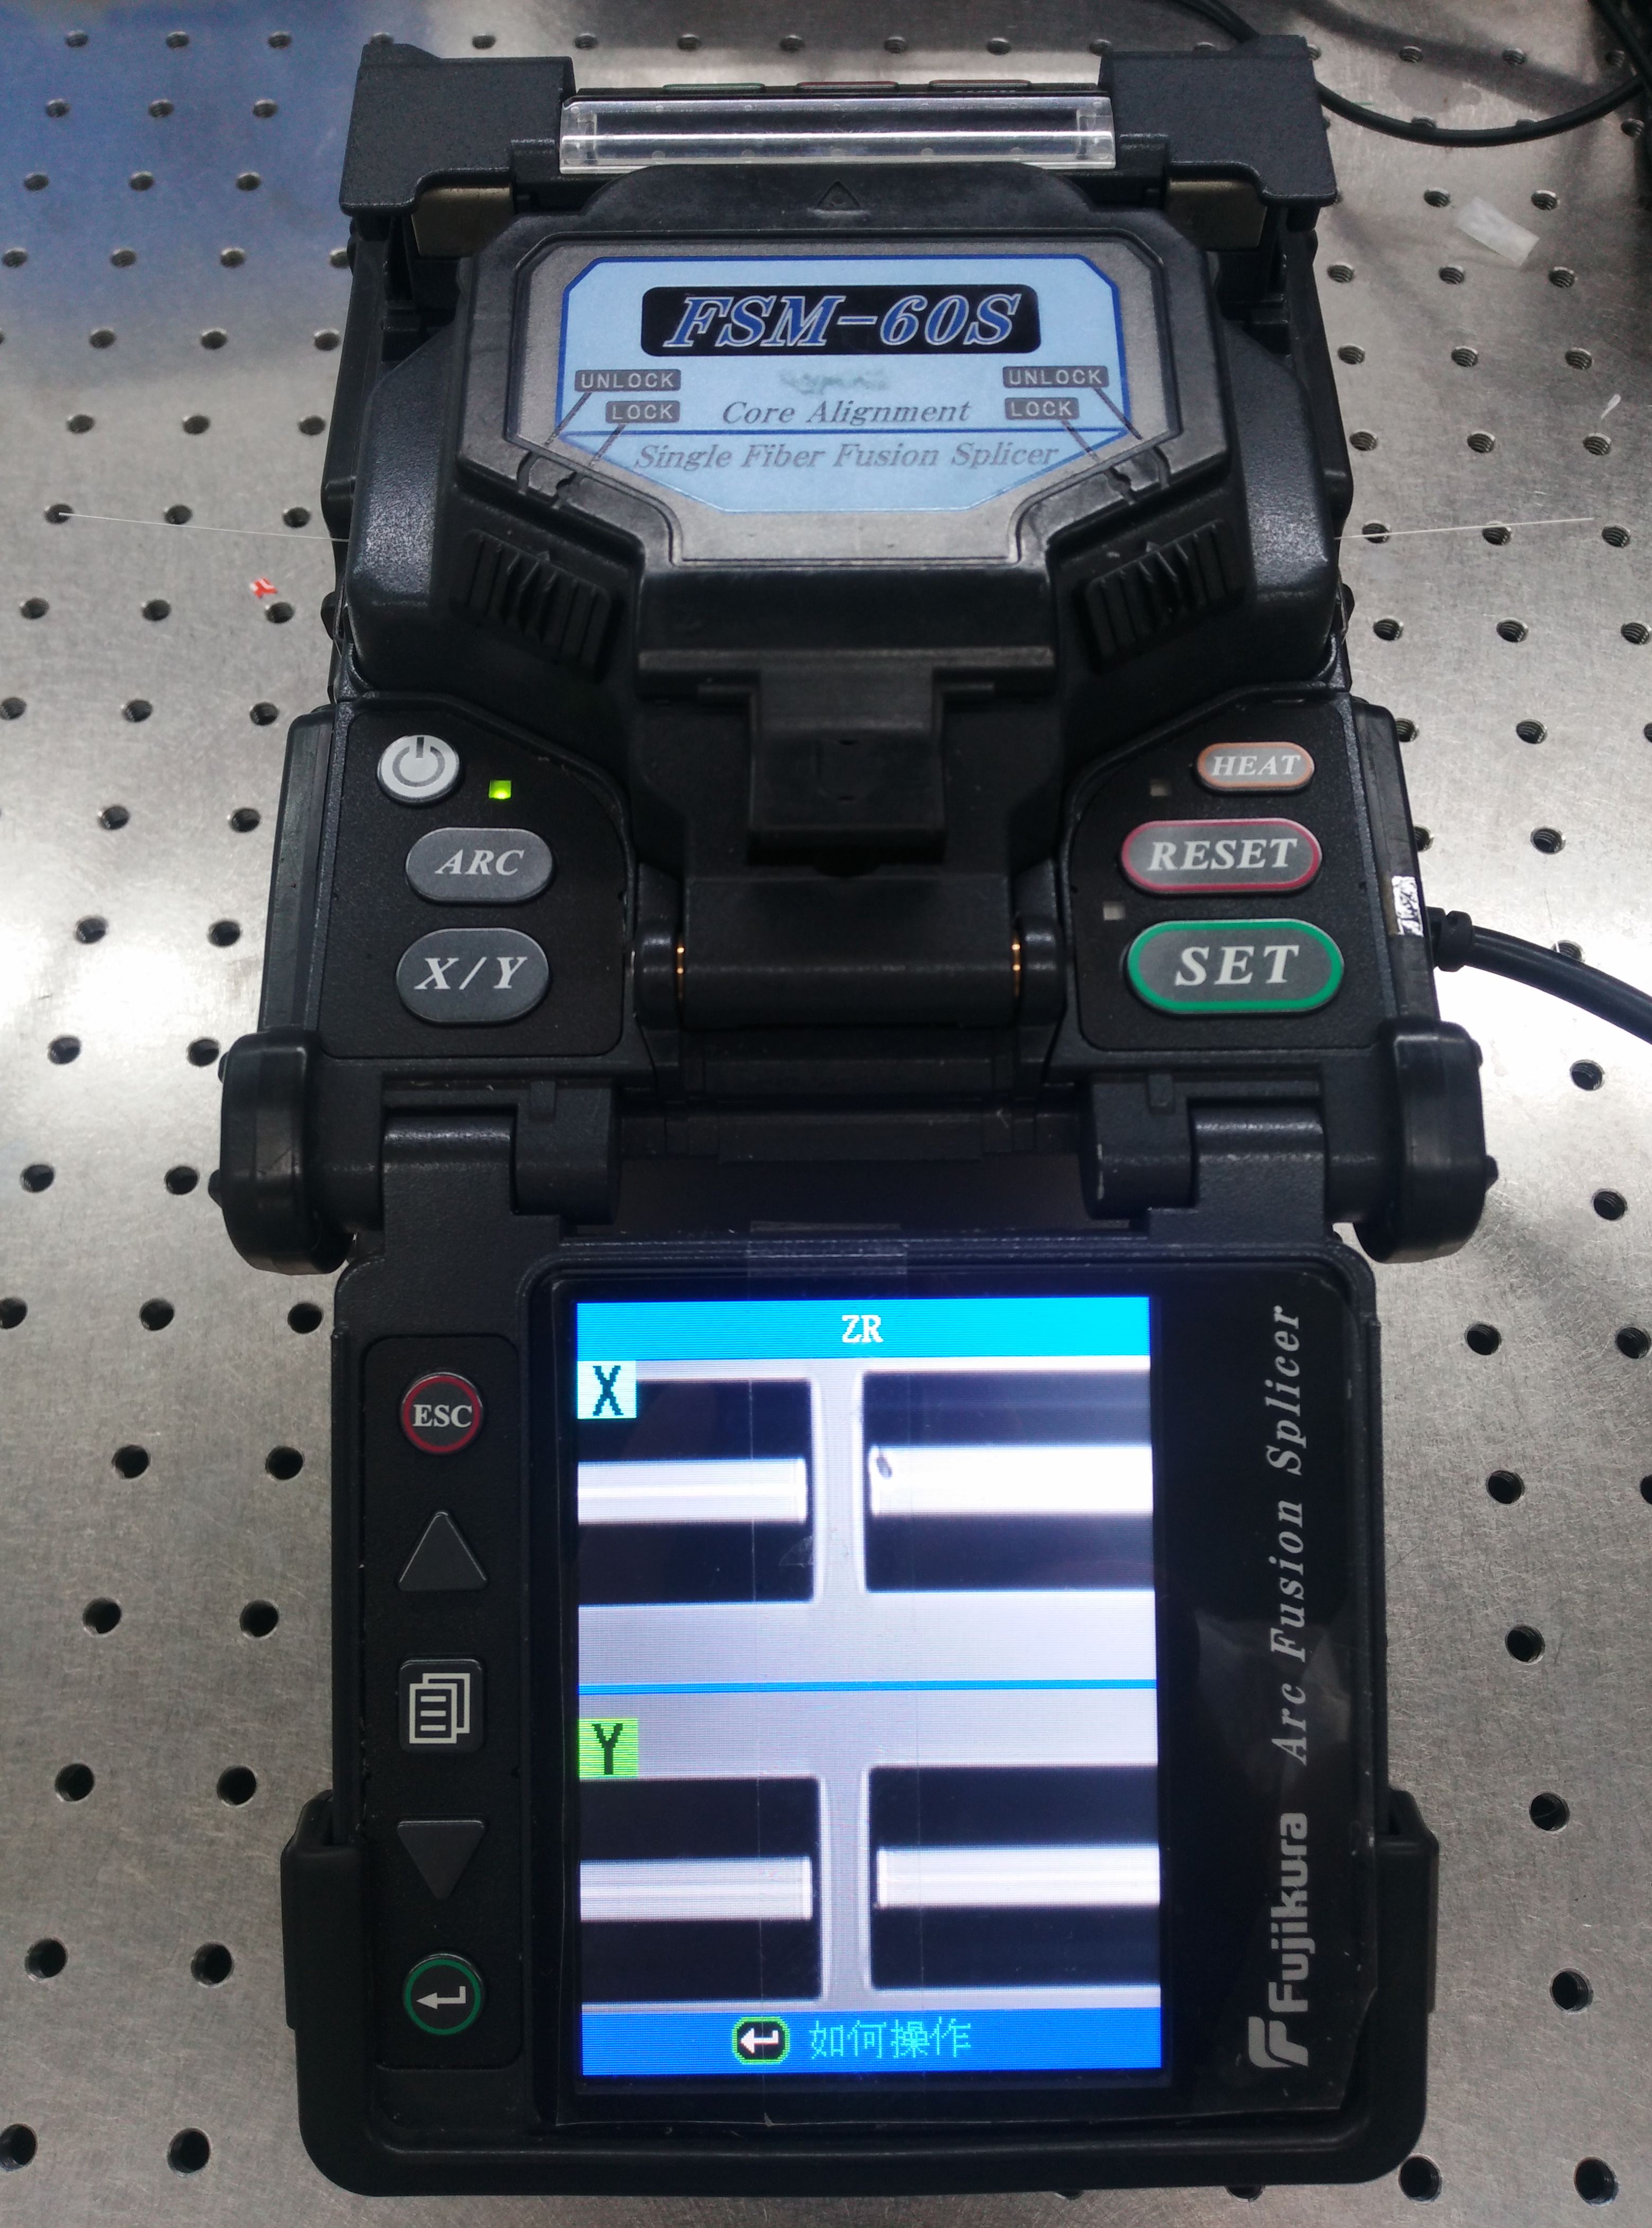 FSM-60S
UNLOCK
UNLOCK
LOCK
LOCK
Core Alignment
Single Fiber Fusion Splicer
HEAT
ARC
RESET
X/Y
SET
ZR
X
ESC
Y
如何操作
Fujikura Arc Fusion Splicer